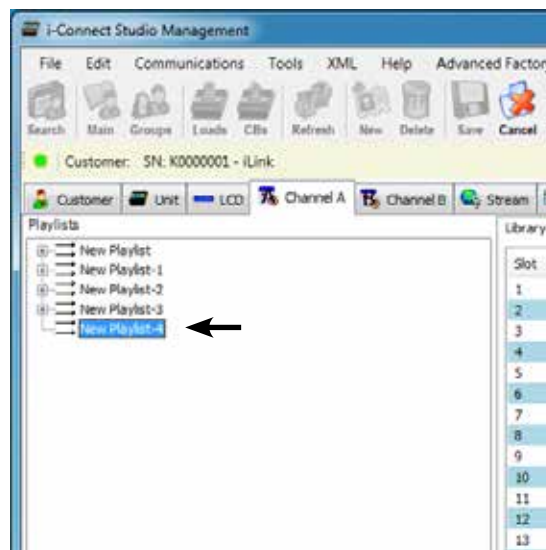 i-Connect Studio Management
File Edit Communications Tools XML Help Advanced Factor
Search Main Groups Loads CBs Refresh New Delete Save Cancel
Customer: SN: K0000001 - iLink
Customer Unit LCD Channel A Channel B Stream
Playlists
New Playlist
New Playlist-1
New Playlist-2
New Playlist-3
New Playlist-4
Library
Slot
1
2
3
4
5
6
7
8
9
10
11
12
13